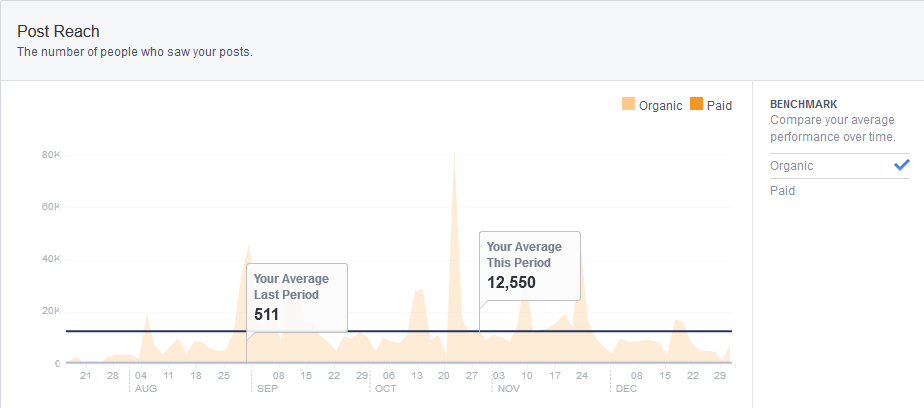 Post Reach
The number of people who saw your posts.
Organic Paid
BENCHMARK
Compare your average
performance over time.
Organic
Paid
80K
60K
40K
20K
0
Your Average
Last Period
511
Your Average
This Period
12,550
21 28 04 11 18 25 08 15 22 29 06 13 20 27 03 10 17 24 08 15 22 29
AUG SEP OCT NOV DEC